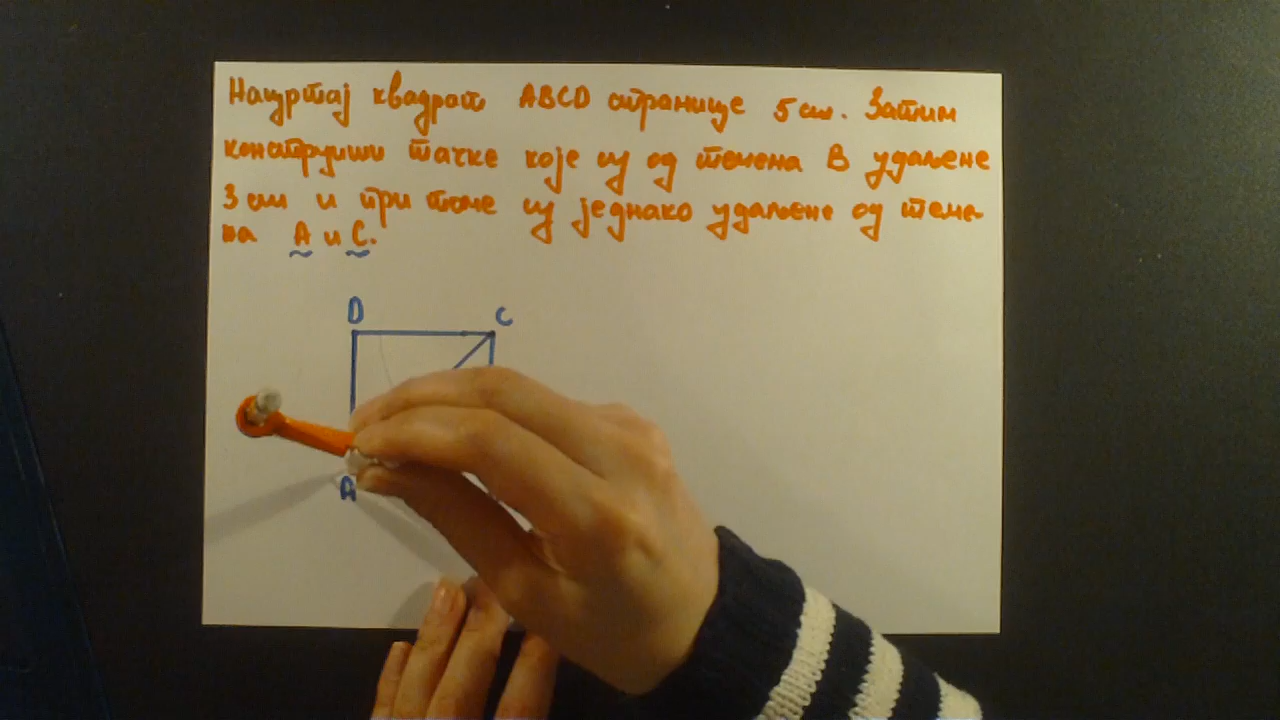 Нацртај квадрат ABCD странице 5 cm. Затим
конструиши тачке које су од темена B удаљене
3 cm и при томе су једнако удаљене од теме-
на A и C.
D
C
A